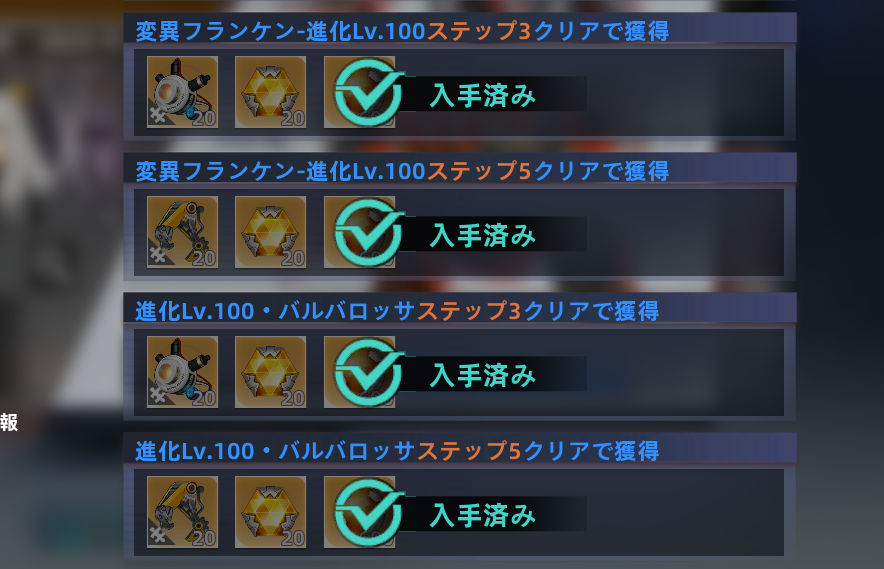 変異フランケン-進化Lv.100ステップ3クリアで獲得
20 20 入手済み
変異フランケン-進化Lv.100ステップ5クリアで獲得
20 20 入手済み
進化Lv.100・バルバロッサステップ3クリアで獲得
20 20 入手済み
報
進化Lv.100・バルバロッサステップ5クリアで獲得
20 20 入手済み